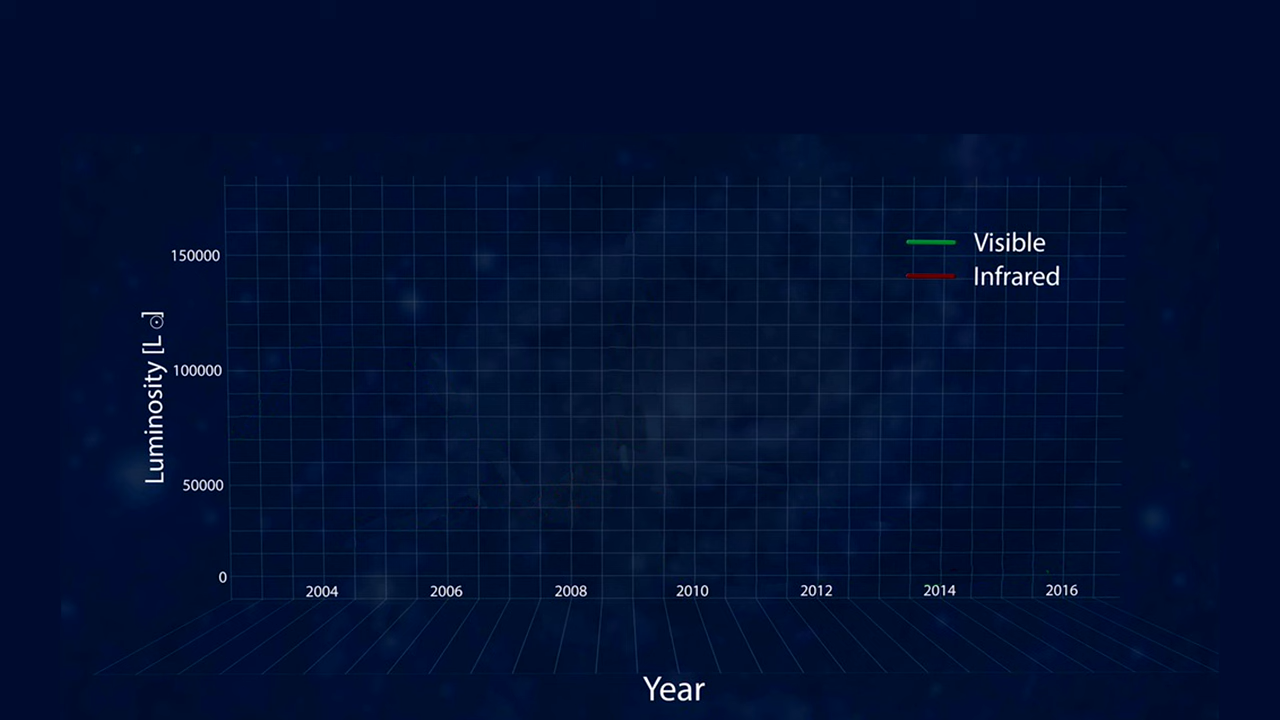 Visible
Infrared
Luminosity [L☉]
150000
100000
50000
0
2004 2006 2008 2010 2012 2014 2016
Year